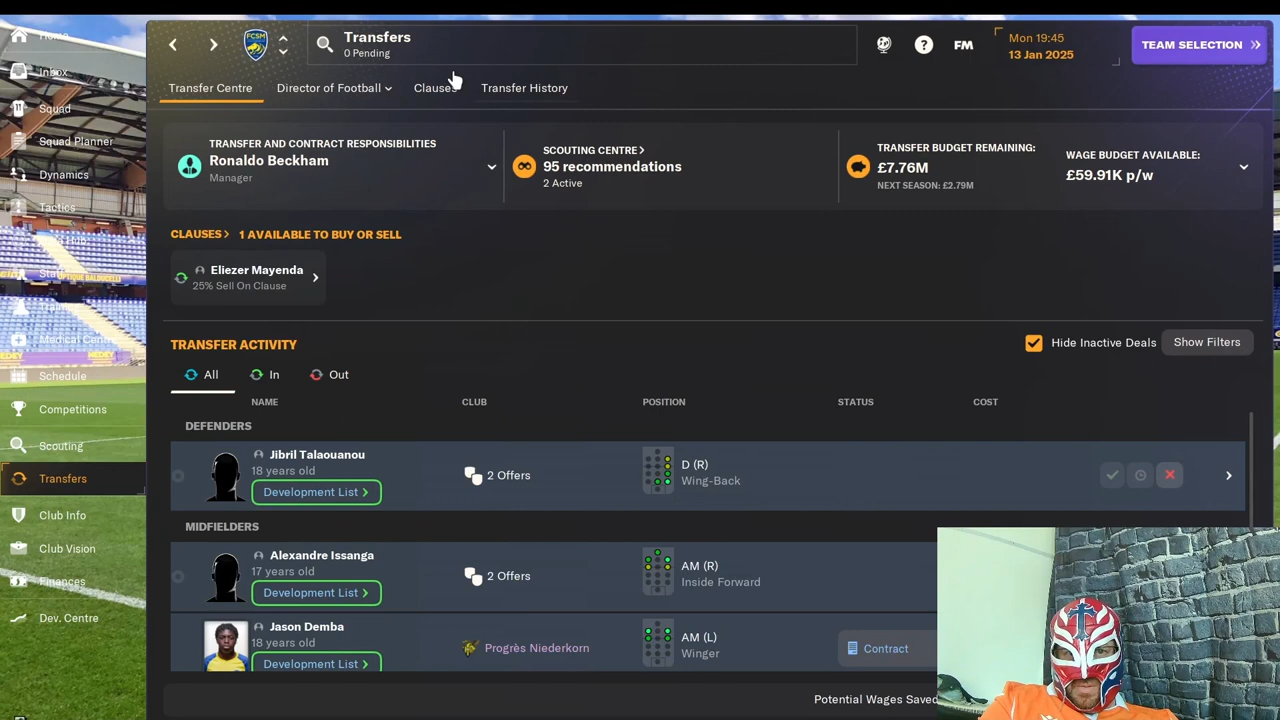 Home
Inbox
Squad
Squad Planner
Dynamics
Tactics
Staff
Medical Centre
Schedule
Competitions
Scouting
Transfers
Club Info
Club Vision
Finances
Dev. Centre
FCSM
Transfers
0 Pending
?
FM
Mon 19:45
13 Jan 2025
TEAM SELECTION
Transfer Centre
Director of Football
Clauses
Transfer History
TRANSFER AND CONTRACT RESPONSIBILITIES
Ronaldo Beckham
Manager
SCOUTING CENTRE >
95 recommendations
2 Active
TRANSFER BUDGET REMAINING:
£7.76M
NEXT SEASON: £2.79M
WAGE BUDGET AVAILABLE:
£59.91K p/w
CLAUSES > 1 AVAILABLE TO BUY OR SELL
Eliezer Mayenda
25% Sell On Clause
TRANSFER ACTIVITY
Hide Inactive Deals
Show Filters
All
In
Out
NAME CLUB POSITION STATUS COST
DEFENDERS
Jibril Talaouanou
18 years old
Development List >
2 Offers
D (R)
Wing-Back
MIDFIELDERS
Alexandre Issanga
17 years old
Development List >
2 Offers
AM (R)
Inside Forward
Jason Demba
18 years old
Development List >
Progrès Niederkorn
AM (L)
Winger
Contract
Potential Wages Saved